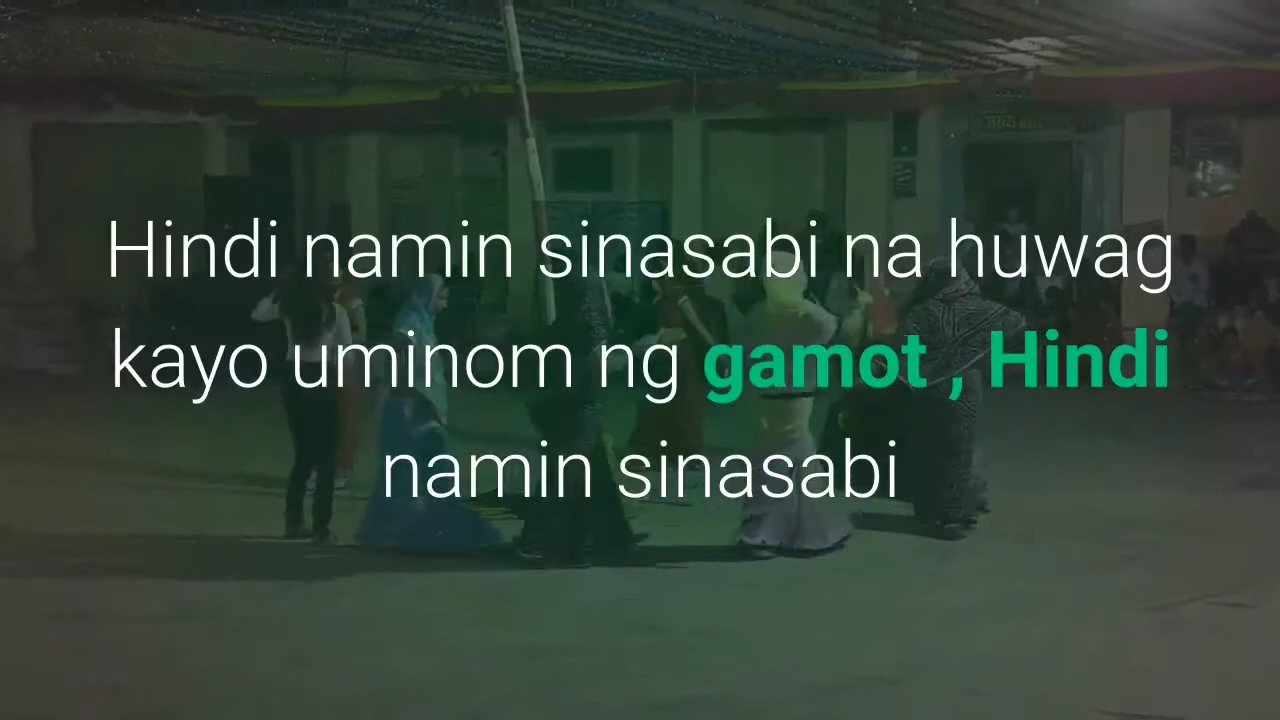 Hindi namin sinasabi na huwag
kayo uminom ng gamot , Hindi
namin sinasabi